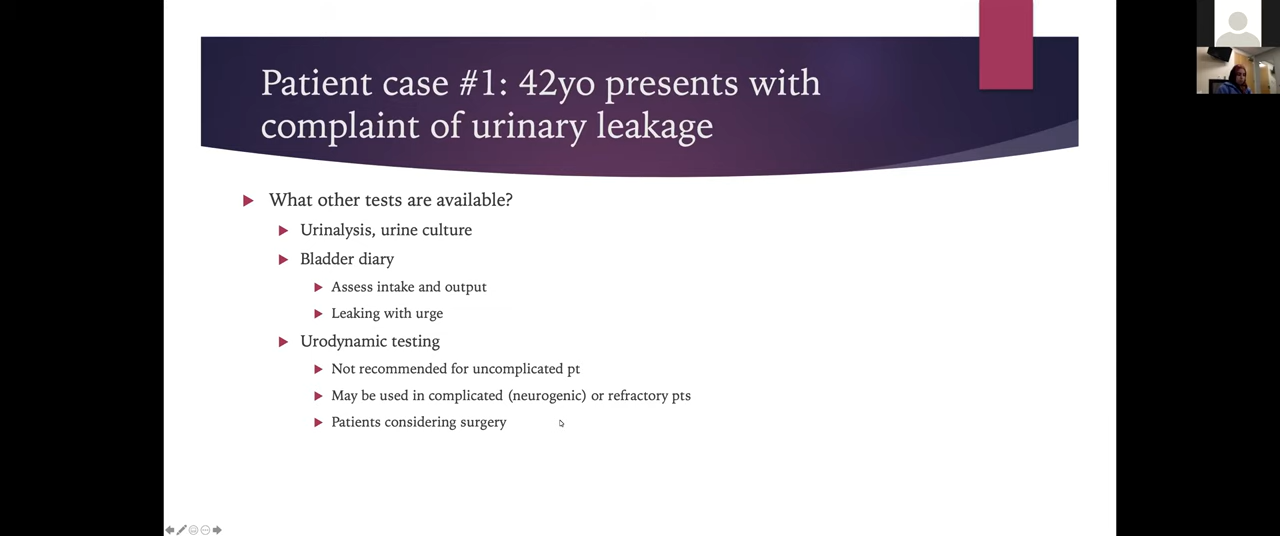 Patient case #1: 42yo presents with
complaint of urinary leakage
What other tests are available?
Urinalysis, urine culture
Bladder diary
Assess intake and output
Leaking with urge
Urodynamic testing
Not recommended for uncomplicated pt
May be used in complicated (neurogenic) or refractory pts
Patients considering surgery